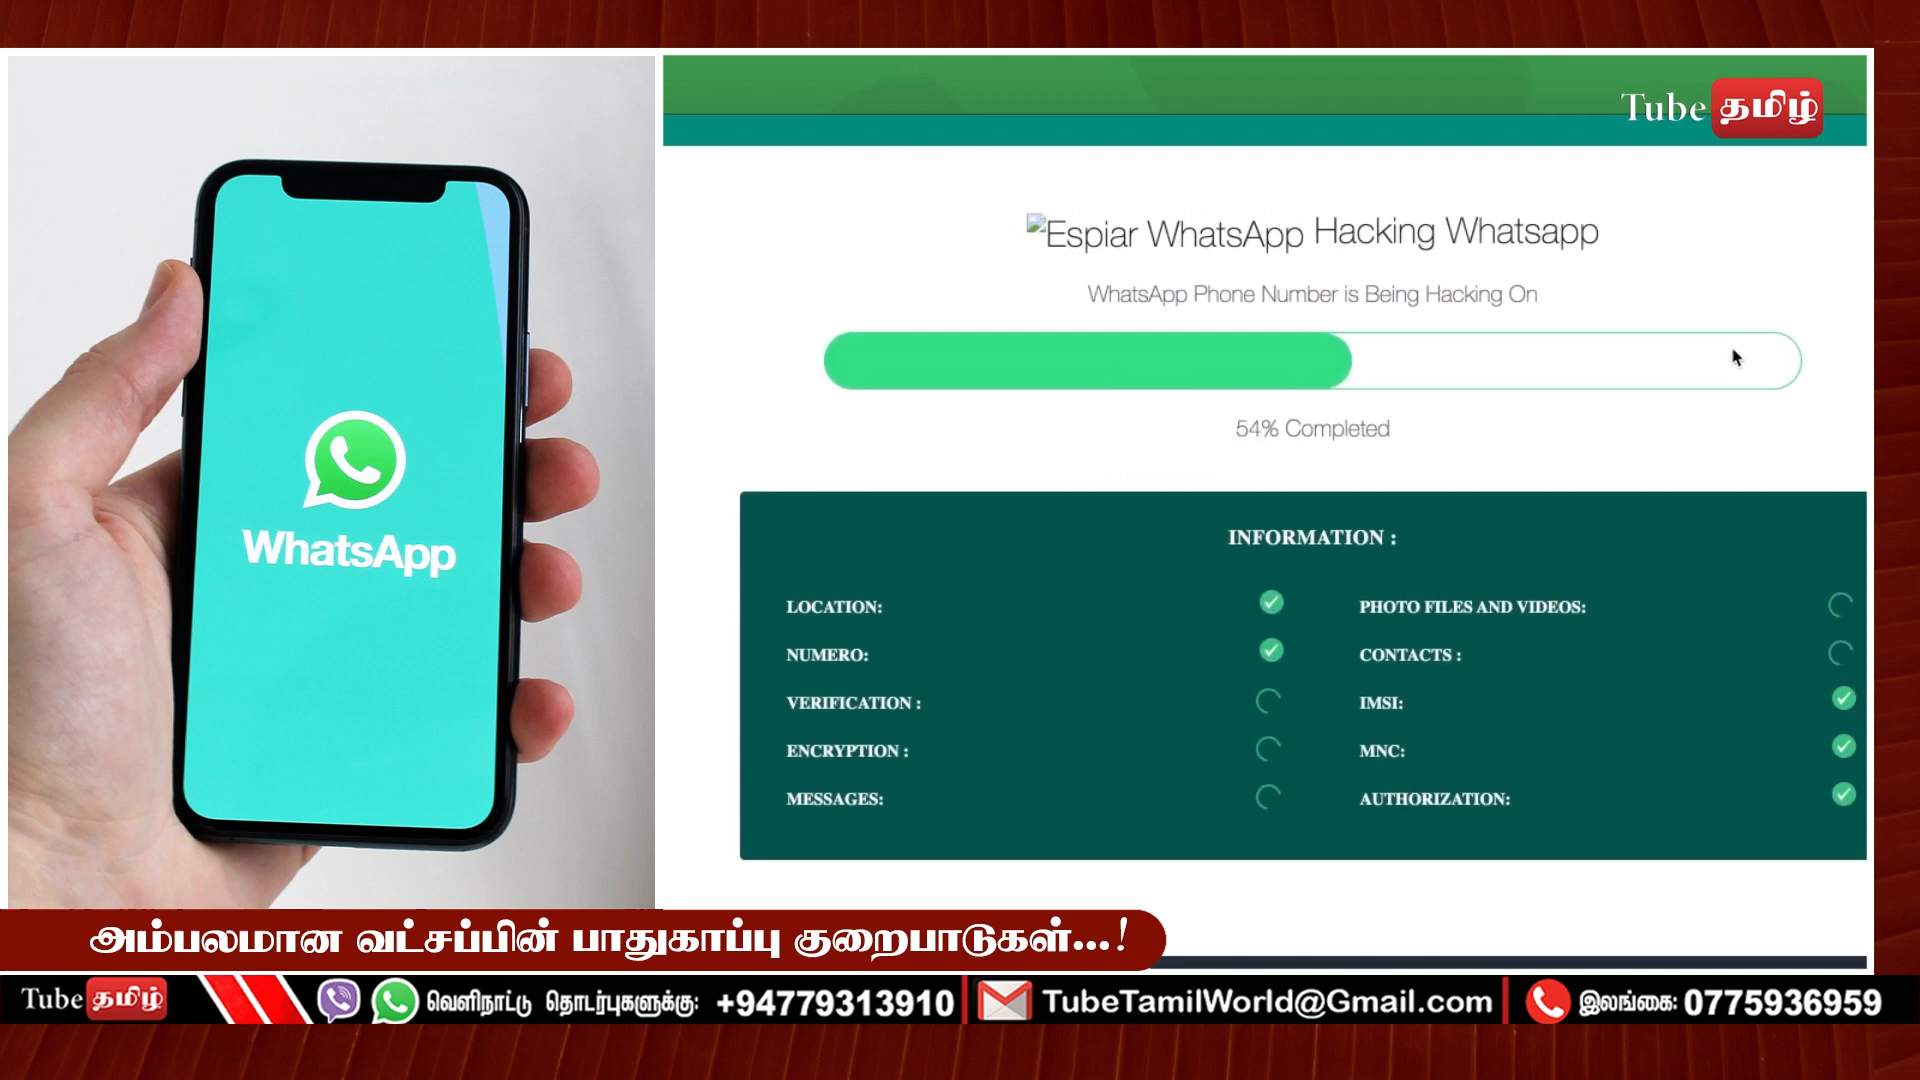 Tube தமிழ்
WhatsApp
Espiar WhatsApp Hacking Whatsapp
WhatsApp Phone Number is Being Hacking On
54% Completed
INFORMATION :
LOCATION:
NUMERO:
VERIFICATION :
ENCRYPTION :
MESSAGES:
PHOTO FILES AND VIDEOS:
CONTACTS :
IMSI:
MNC:
AUTHORIZATION:
அம்பலமான வட்சப்பின் பாதுகாப்பு குறைபாடுகள்...!
Tube தமிழ் வெளிநாட்டு தொடர்புகளுக்கு: +94779313910 TubeTamilWorld@Gmail.com இலங்கை: 0775936959